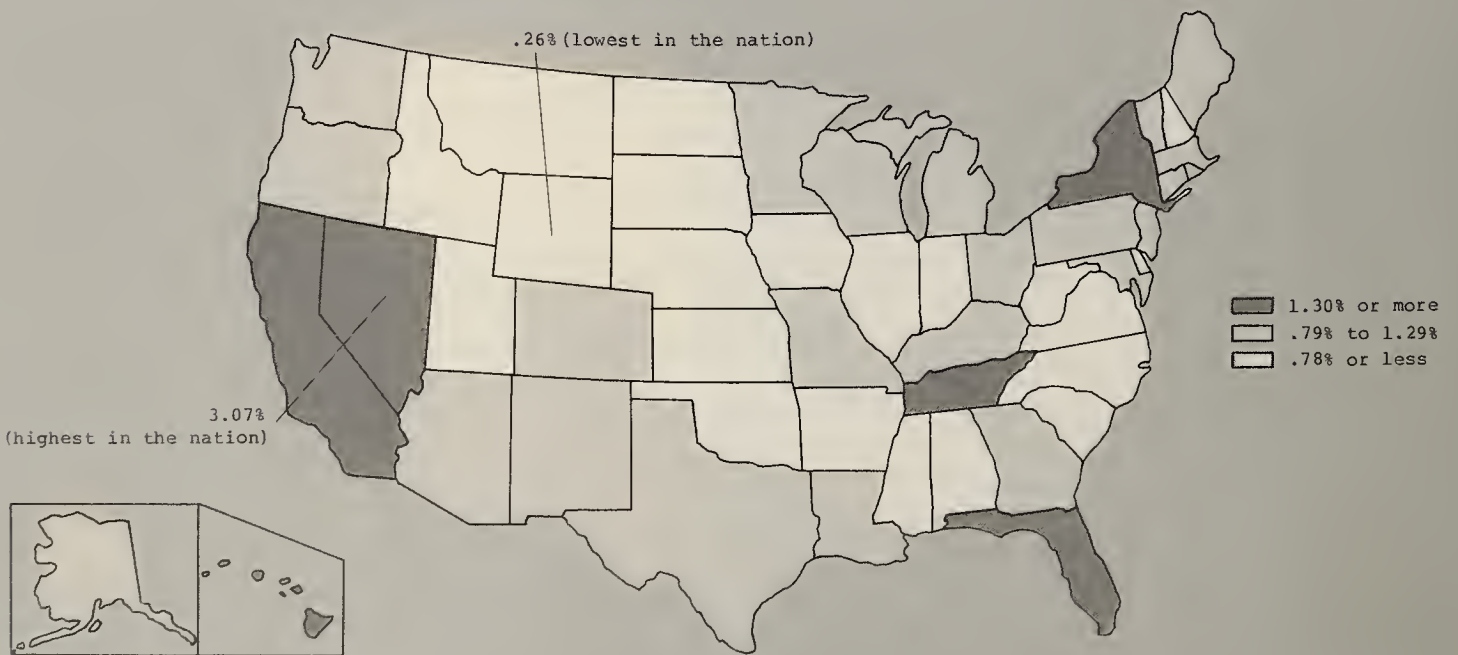 .26% (lowest in the nation)
1.30% or more
.79% to 1.29%
.78% or less
3.07%
(highest in the nation)